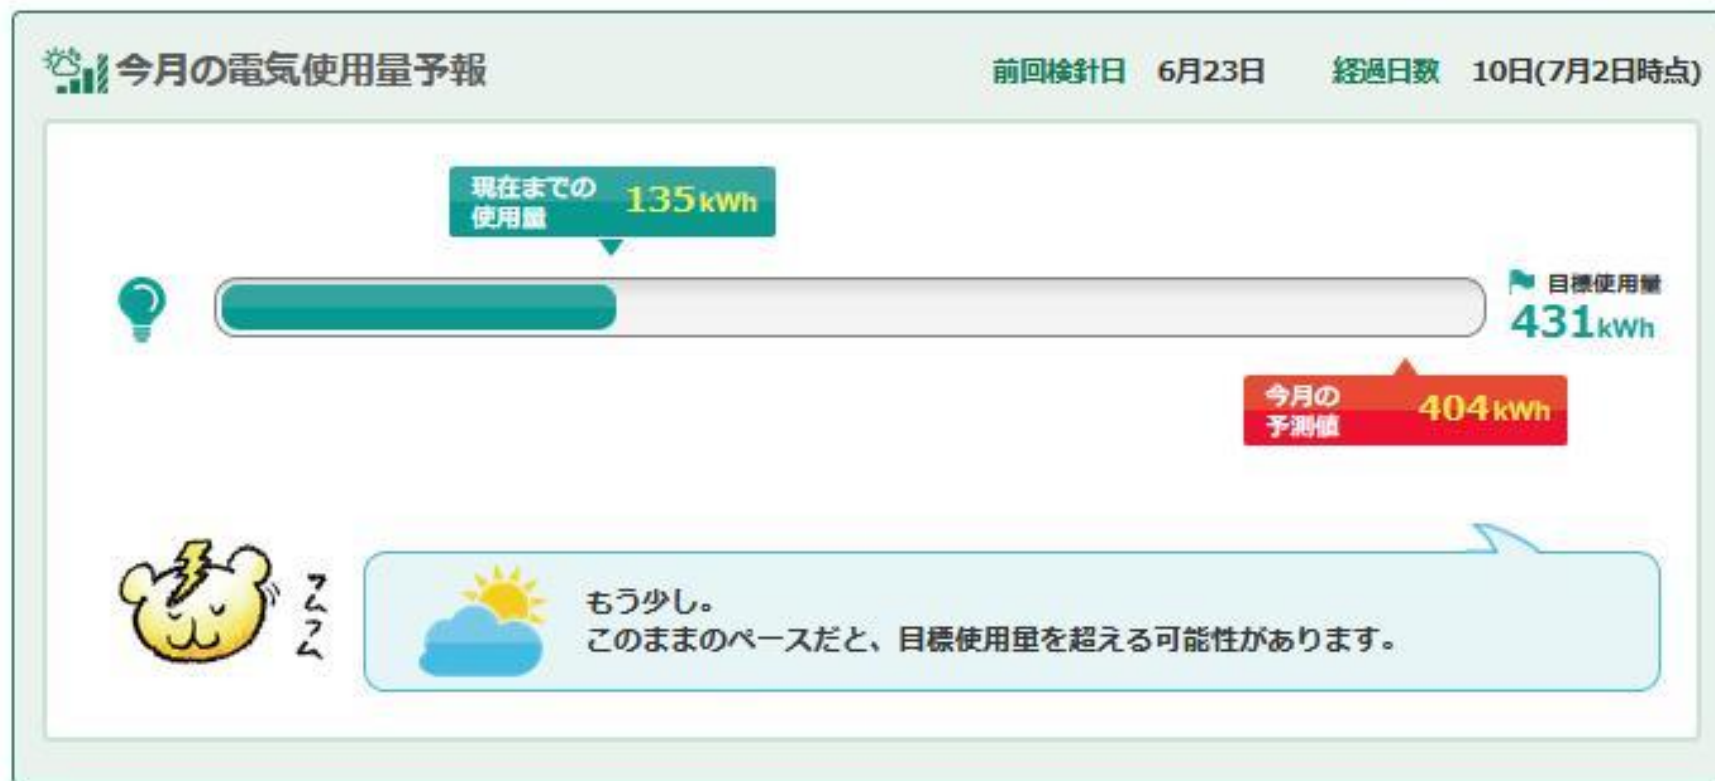 今月の電気使用量予報
前回検針日 6月23日 経過日数 10日(7月2日時点)
現在までの
使用量
135kWh
目標使用量
431kWh
今月の
予測値
404kWh
フムフム
もう少し。
このままのペースだと、目標使用量を超える可能性があります。